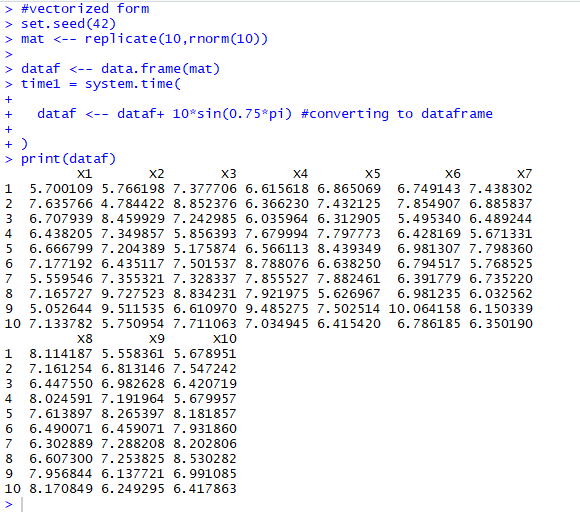 > #vectorized form
> set.seed(42)
> mat <-- replicate(10,rnorm(10))
>
> dataf <-- data.frame(mat)
> time1 = system.time(
+
+   dataf <-- dataf+ 10*sin(0.75*pi) #converting to dataframe
+
+ )
> print(dataf)
         X1       X2       X3       X4       X5        X6       X7
1  5.700109 5.766198 7.377706 6.615618 6.865069  6.749143 7.438302
2  7.635766 4.784422 8.852376 6.366230 7.432125  7.854907 6.885837
3  6.707939 8.459929 7.242985 6.035964 6.312905  5.495340 6.489244
4  6.438205 7.349857 5.856393 7.679994 7.797773  6.428169 5.671331
5  6.666799 7.204389 5.175874 6.566113 8.439349  6.981307 7.798360
6  7.177192 6.435117 7.501537 8.788076 6.638250  6.794517 5.768525
7  5.559546 7.355321 7.328337 7.855527 7.882461  6.391779 6.735220
8  7.165727 9.727523 8.834231 7.921975 5.626967  6.981235 6.032562
9  5.052644 9.511535 6.610970 9.485275 7.502514 10.064158 6.150339
10 7.133782 5.750954 7.711063 7.034945 6.415420  6.786185 6.350190
         X8       X9      X10
1  8.114187 5.558361 5.678951
2  7.161254 6.813146 7.547242
3  6.447550 6.982628 6.420719
4  8.024591 7.191964 5.679957
5  7.613897 8.265397 8.181857
6  6.490071 6.459071 7.931860
7  6.302889 7.288208 8.202806
8  6.607300 7.253825 8.530282
9  7.956844 6.137721 6.991085
10 8.170849 6.249295 6.417863
>